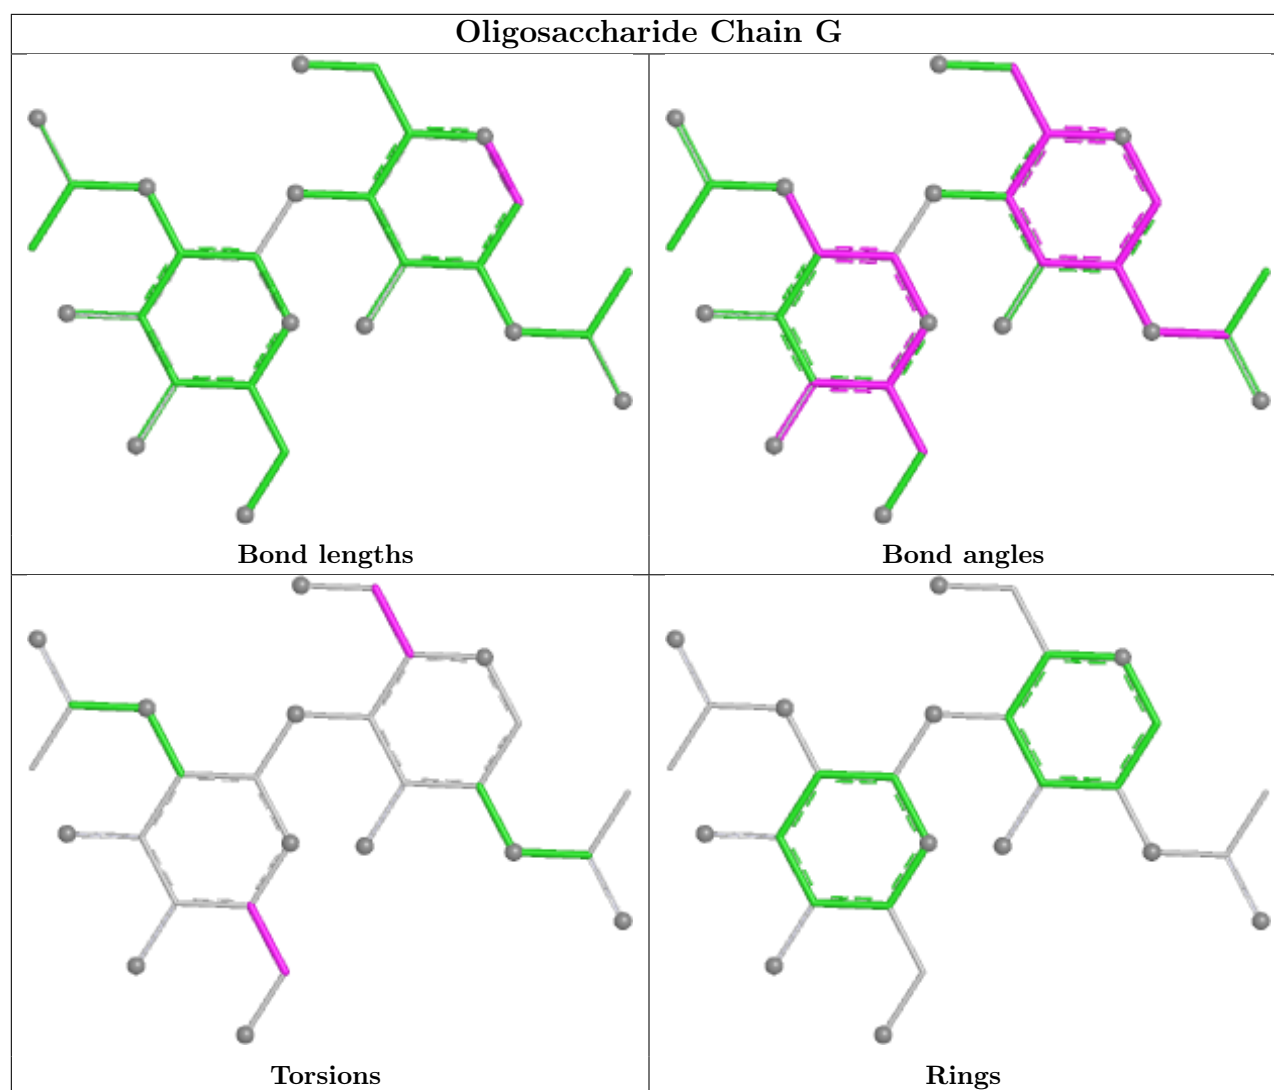 Oligosaccharide Chain G
Bond lengths
Bond angles
Torsions
Rings